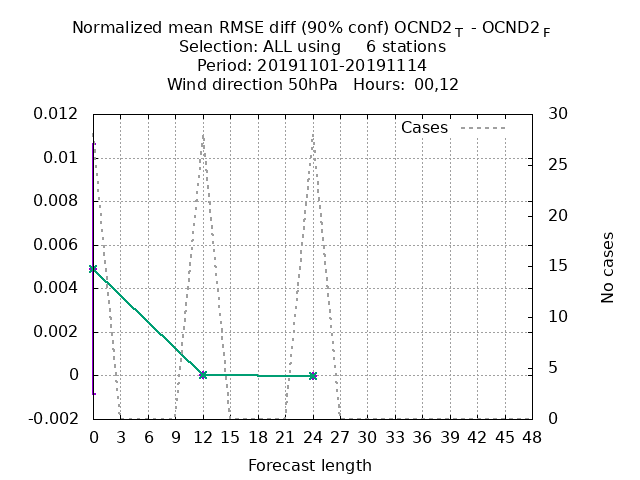 Normalized mean RMSE diff (90% conf) OCND2 T - OCND2 F
Selection: ALL using 6 stations
Period: 20191101-20191114
Wind direction 50hPa Hours: 00,12
Cases
0.012
0.01
0.008
0.006
0.004
0.002
0
-0.002
30
25
20
15
10
5
0
No cases
0 3 6 9 12 15 18 21 24 27 30 33 36 39 42 45 48
Forecast length